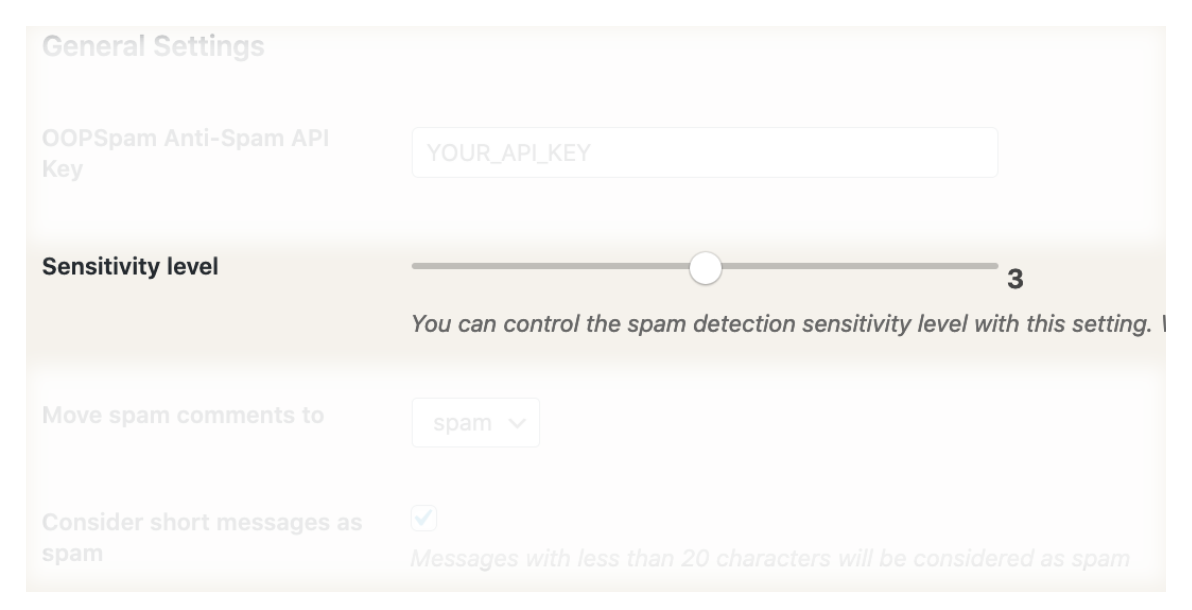 General Settings
OOPSpam Anti-Spam API
Key
YOUR_API_KEY
Sensitivity level
3
You can control the spam detection sensitivity level with this setting.
Move spam comments to
spam
Consider short messages as
spam
Messages with less than 20 characters will be considered as spam